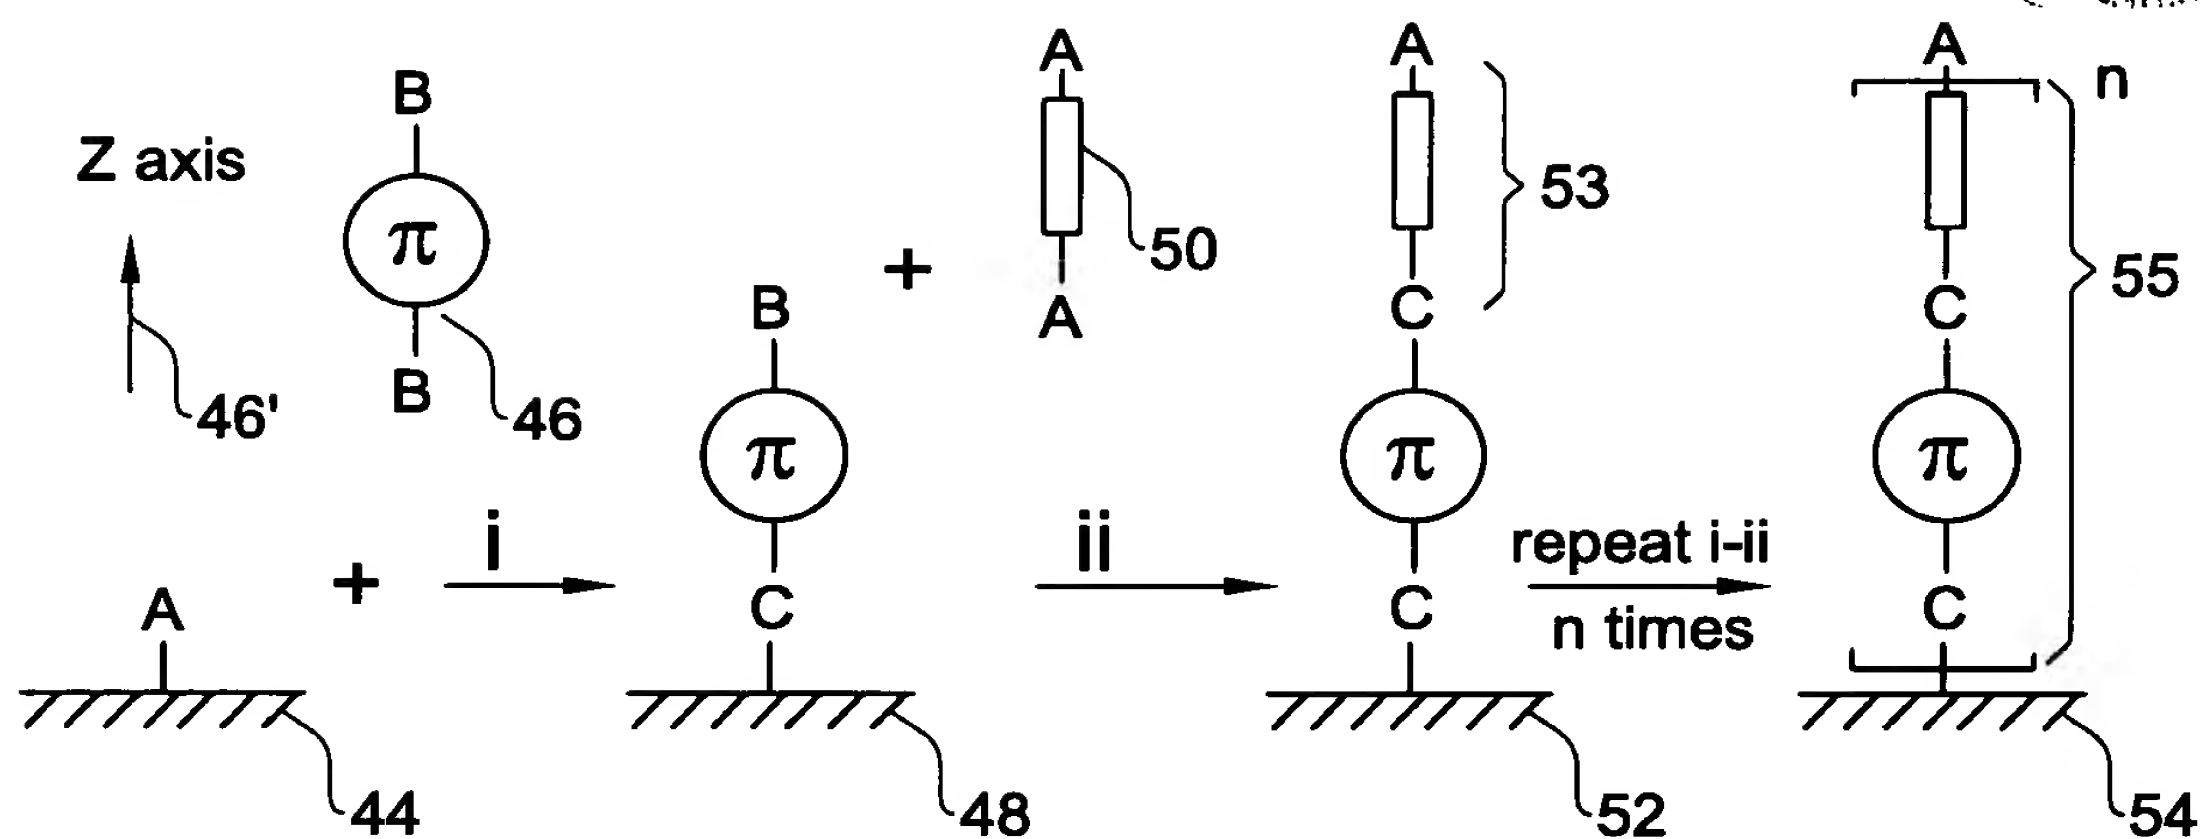 A
A
A
n
B
Z axis
53
π
50
55
B
A
C
C
B
46'
46
+
π
π
π
i
ii
repeat i-ii
A
+
C
C
n times
C
44
48
52
54